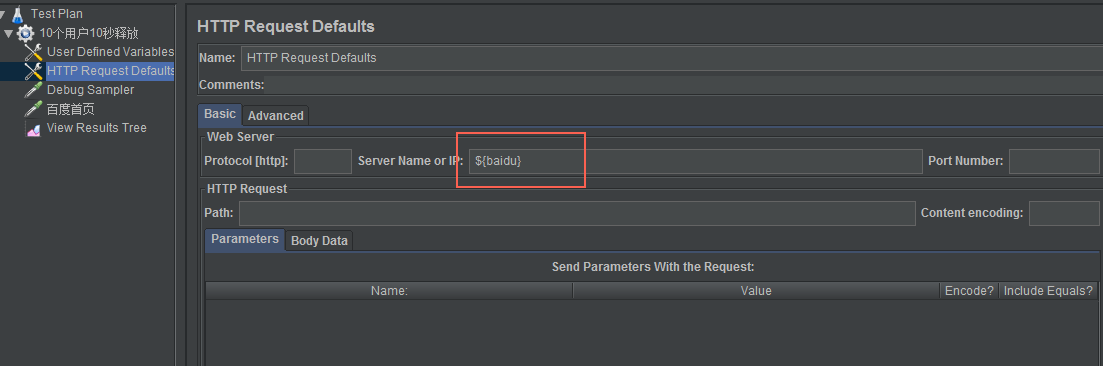 Test Plan
10个用户10秒释放
User Defined Variables
HTTP Request Defaults
Debug Sampler
百度首页
View Results Tree
HTTP Request Defaults
Name: HTTP Request Defaults
Comments:
Basic Advanced
Web Server
Protocol [http]: Server Name or IP: ${baidu} Port Number:
HTTP Request
Path: Content encoding:
Parameters Body Data
Send Parameters With the Request:
Name: Value Encode? Include Equals?